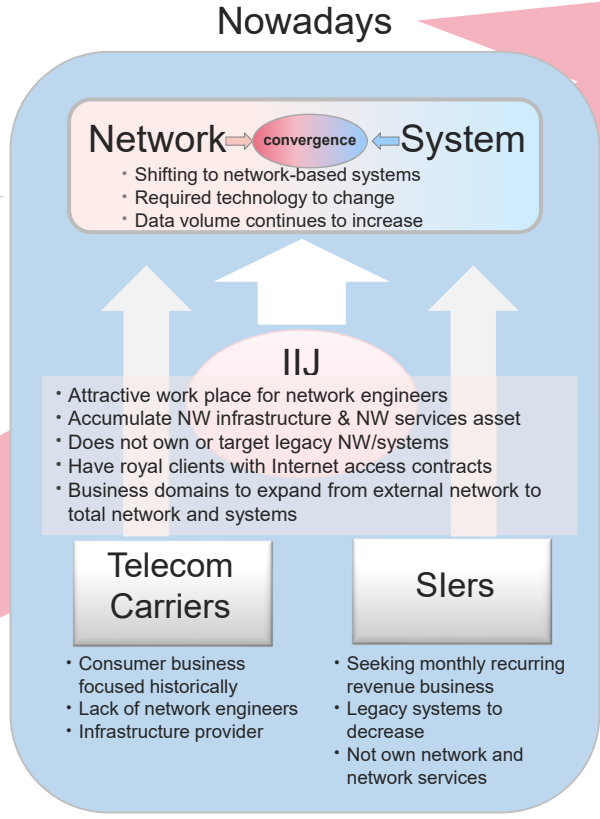 Nowadays
Network convergence System
• Shifting to network-based systems
• Required technology to change
• Data volume continues to increase
IIJ
• Attractive work place for network engineers
• Accumulate NW infrastructure & NW services asset
• Does not own or target legacy NW/systems
• Have royal clients with Internet access contracts
• Business domains to expand from external network to
total network and systems
Telecom
Carriers
• Consumer business
focused historically
• Lack of network engineers
• Infrastructure provider
SIers
• Seeking monthly recurring
revenue business
• Legacy systems to
decrease
• Not own network and
network services